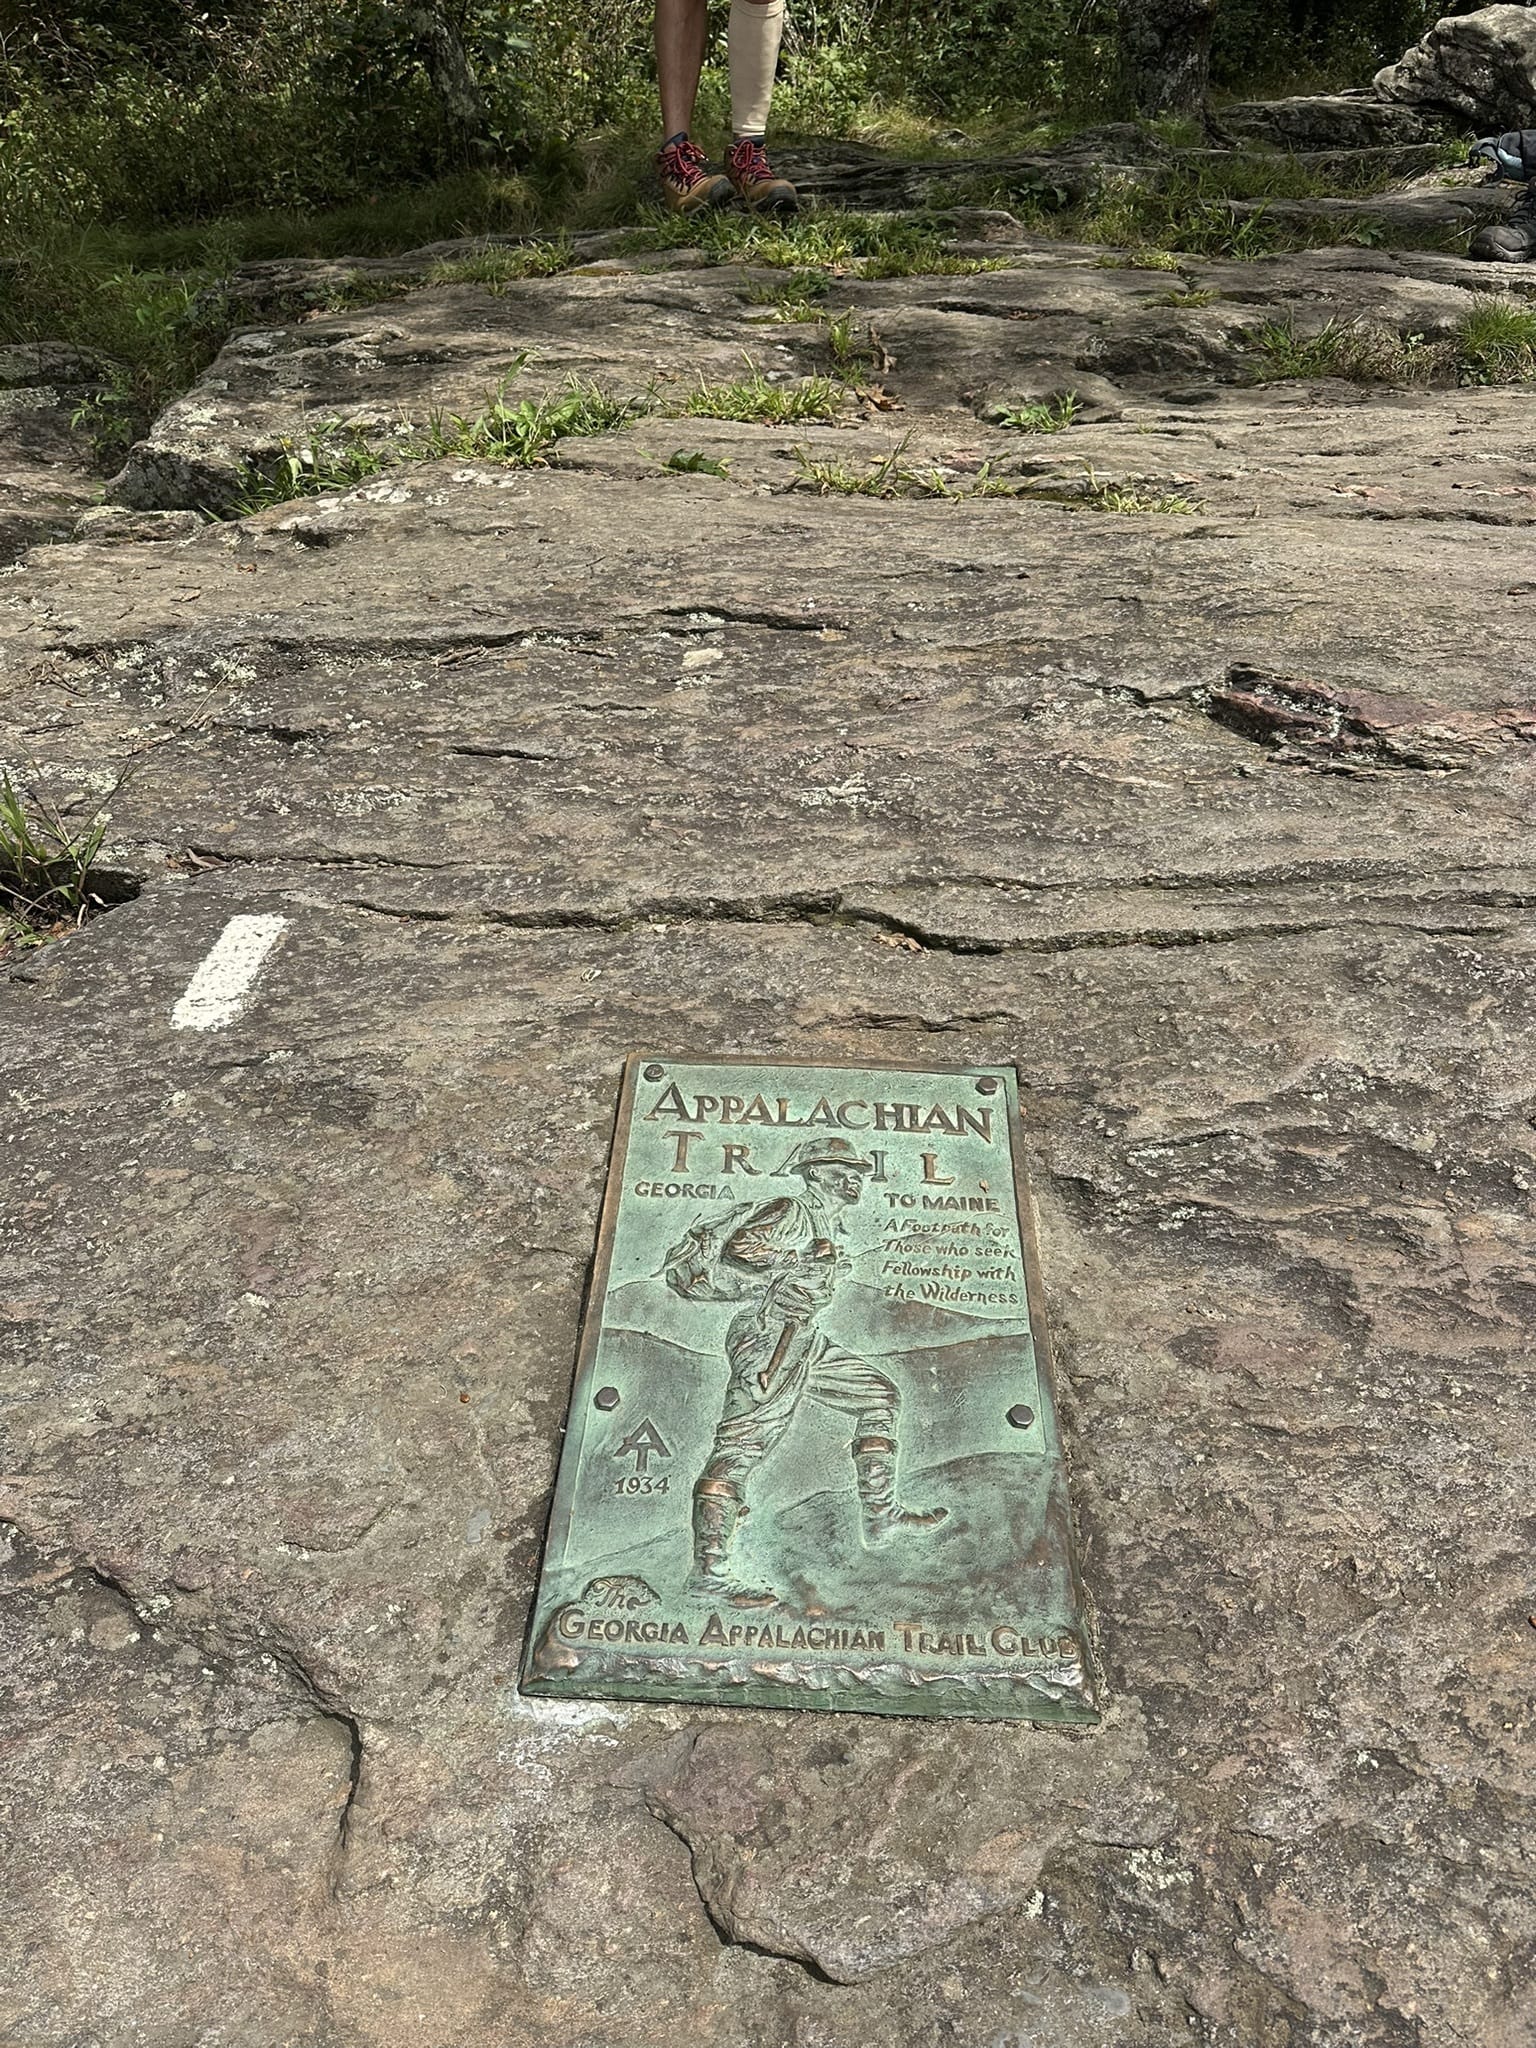 APPALACHIAN
TRAIL
GEORGIA TO MAINE
"A Footpath for
Those who seek
Fellowship with
the Wilderness
AT
1934
The
GEORGIA APPALACHIAN TRAIL CLUB